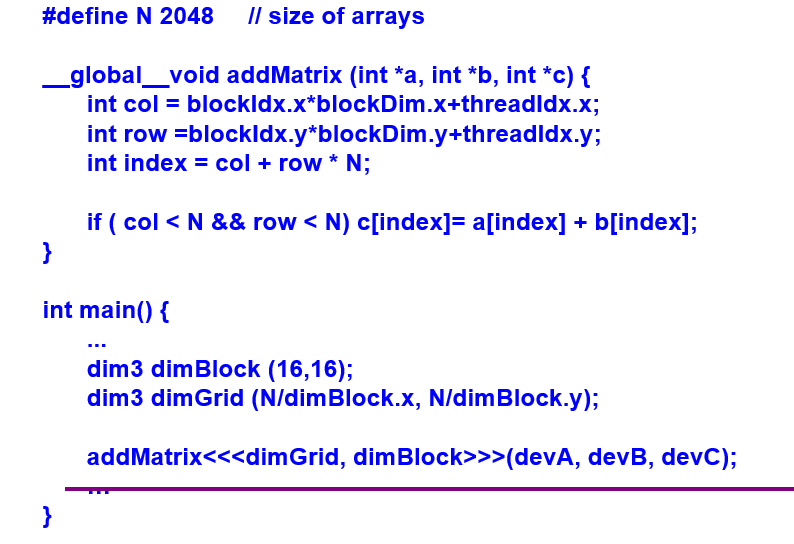 #define N 2048 // size of arrays
__global__void addMatrix (int *a, int *b, int *c) {
int col = blockIdx.x*blockDim.x+threadIdx.x;
int row =blockIdx.y*blockDim.y+threadIdx.y;
int index = col + row * N;
if ( col < N && row < N) c[index]= a[index] + b[index];
}
int main() {
...
dim3 dimBlock (16,16);
dim3 dimGrid (N/dimBlock.x, N/dimBlock.y);
addMatrix<<<dimGrid, dimBlock>>>(devA, devB, devC);
...
}